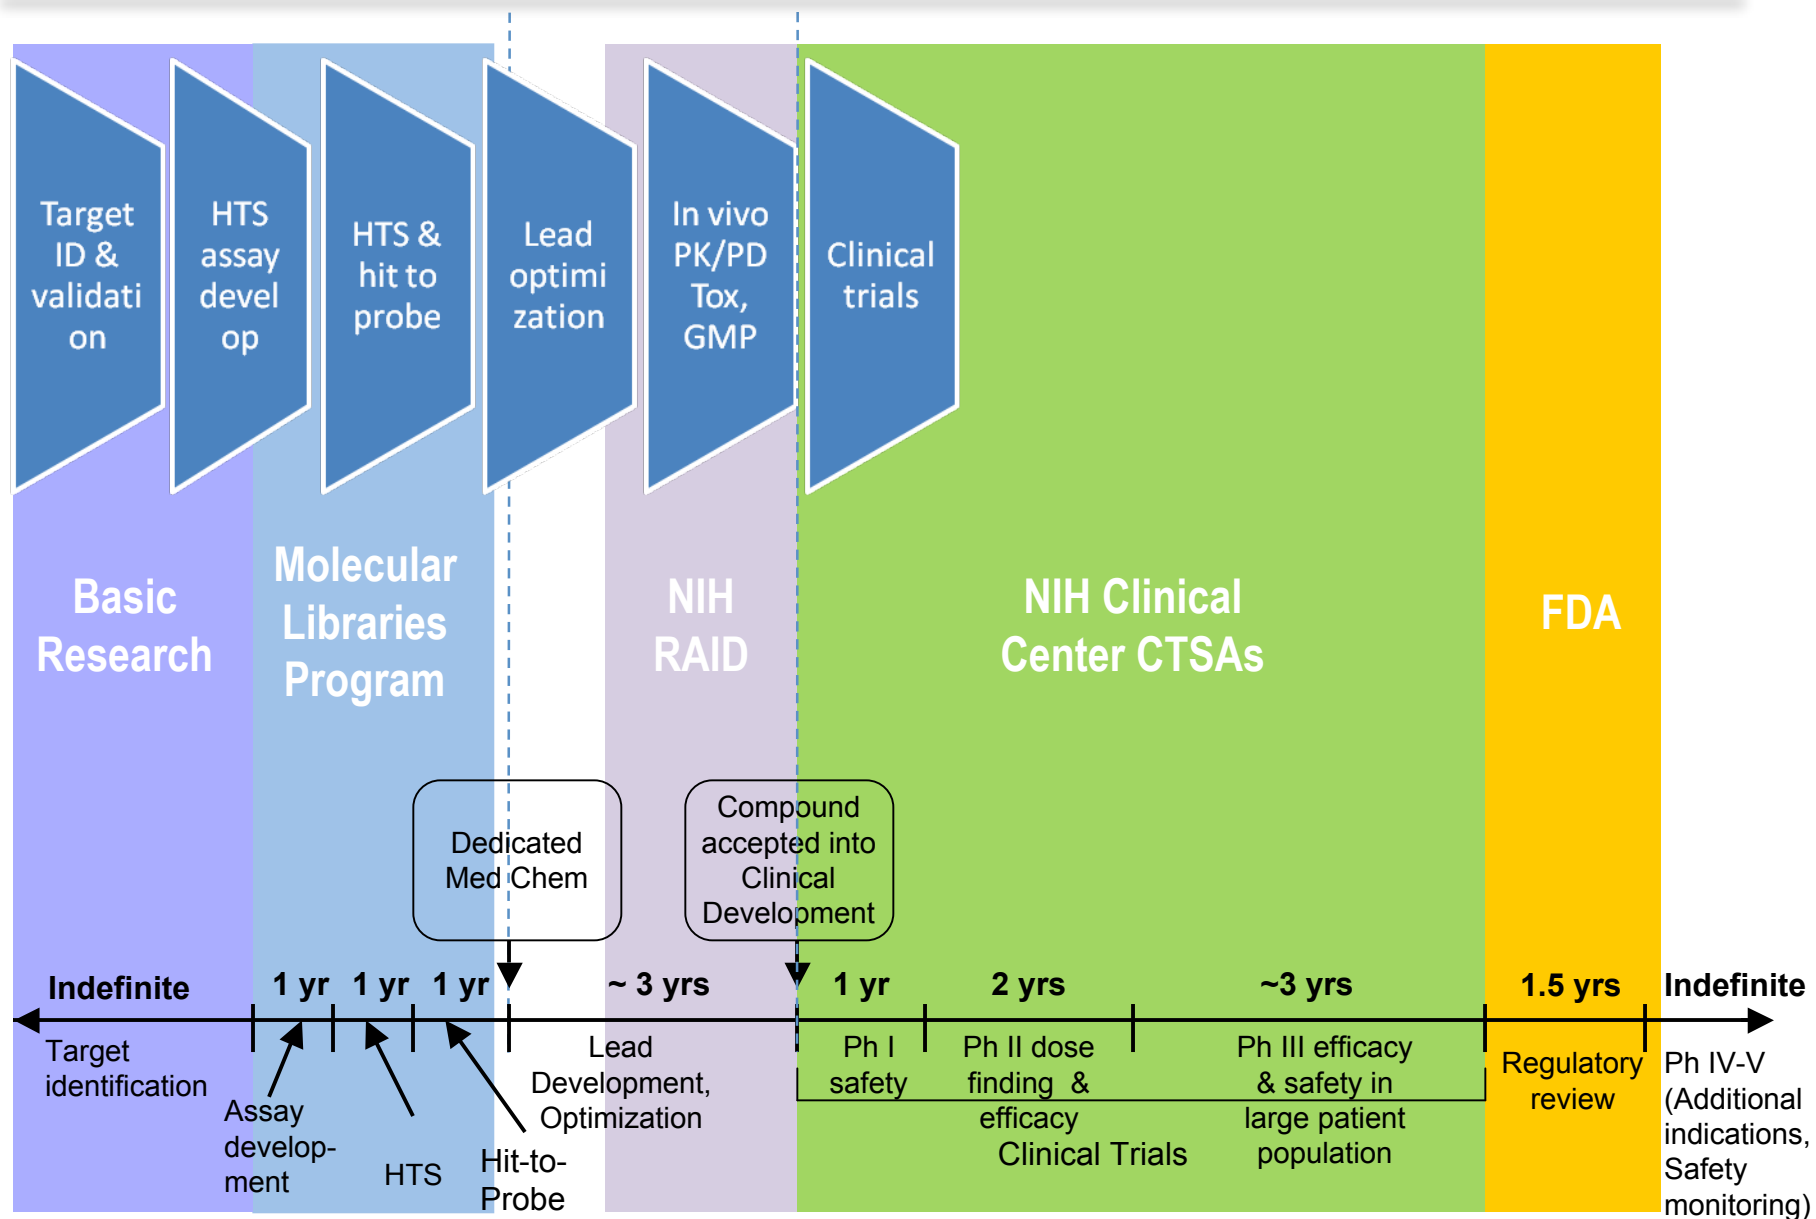 Target
ID &
validati
on
HTS
assay
devel
op
HTS &
hit to
probe
Lead
optimi
zation
In vivo
PK/PD
Tox,
GMP
Clinical
trials
Basic
Research
Molecular
Libraries
Program
NIH
RAID
NIH Clinical
Center CTSAs
FDA
Dedicated
Med Chem
Compound
accepted into
Clinical
Development
Indefinite
1 yr
1 yr
1 yr
~ 3 yrs
1 yr
2 yrs
~3 yrs
1.5 yrs
Indefinite
Target
identification
Assay
develop-
ment
HTS
Hit-to-
Probe
Lead
Development,
Optimization
Ph I
safety
Ph II dose
finding &
efficacy
Ph III efficacy
& safety in
large patient
population
Clinical Trials
Regulatory
review
Ph IV-V
(Additional
indications,
Safety
monitoring)